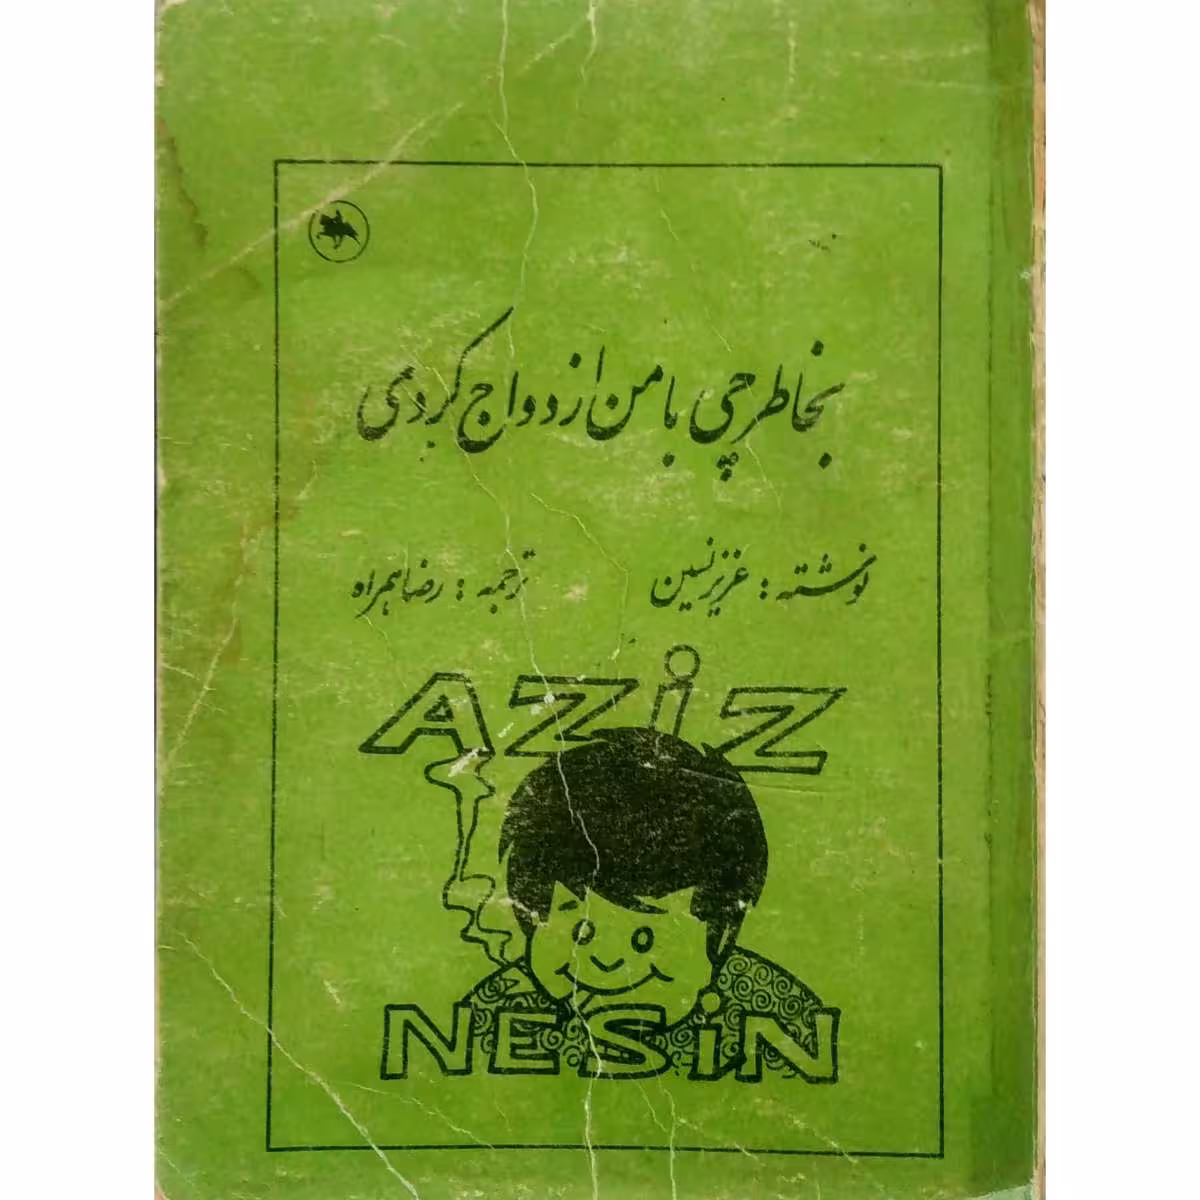 بخاطر چی با من ازدواج کردی
نوشته : عزیز نسین ترجمه : رضا همراه
AZiZ
NESiN